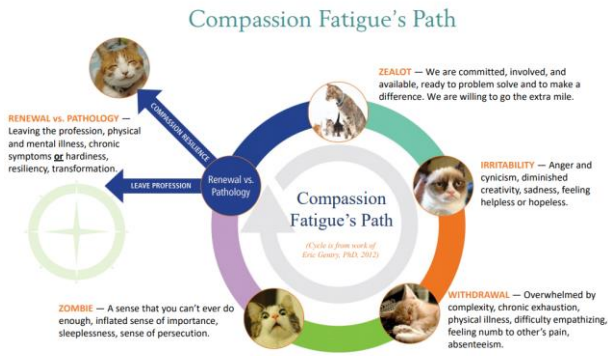 Compassion Fatigue's Path
ZEALOT — We are committed, involved, and
available, ready to problem solve and to make a
difference. We are willing to go the extra mile.
RENEWAL vs. PATHOLOGY —
Leaving the profession, physical
and mental illness, chronic
symptoms or hardiness,
resiliency, transformation.
COMPASSION RESILIENCE
LEAVE PROFESSION
Renewal vs.
Pathology
IRRITABILITY — Anger and
cynicism, diminished
creativity, sadness, feeling
helpless or hopeless.
Compassion
Fatigue's Path
(Cycle is from work of
Eric Gentry, PhD, 2012)
ZOMBIE — A sense that you can't ever do
enough, inflated sense of importance,
sleeplessness, sense of persecution.
WITHDRAWAL — Overwhelmed by
complexity, chronic exhaustion,
physical illness, difficulty empathizing,
feeling numb to other's pain,
absenteeism.